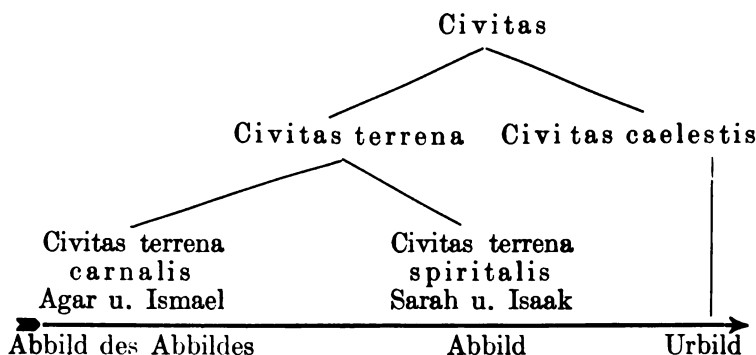 Civitas
Civitas terrena Civitas caelestis
Civitas terrena Civitas terrena
carnalis spiritalis
Agar u. Ismael Sarah u. Isaak
Abbild des Abbildes Abbild Urbild